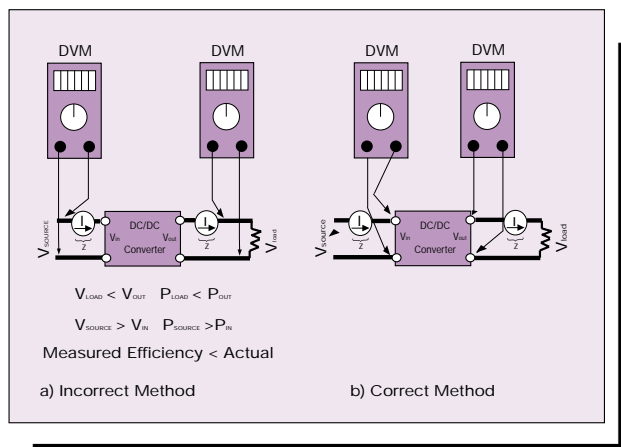 DVM
DVM
I
Z
DC/DC
Vin
Vout
Converter
I
Z
VSOURCE
Vload
VLOAD < VOUT PLOAD < POUT
VSOURCE > VIN PSOURCE >PIN
Measured Efficiency < Actual
a) Incorrect Method
DVM
DVM
I
Z
DC/DC
Vin
Vout
Converter
I
Z
Vsource
Vload
b) Correct Method